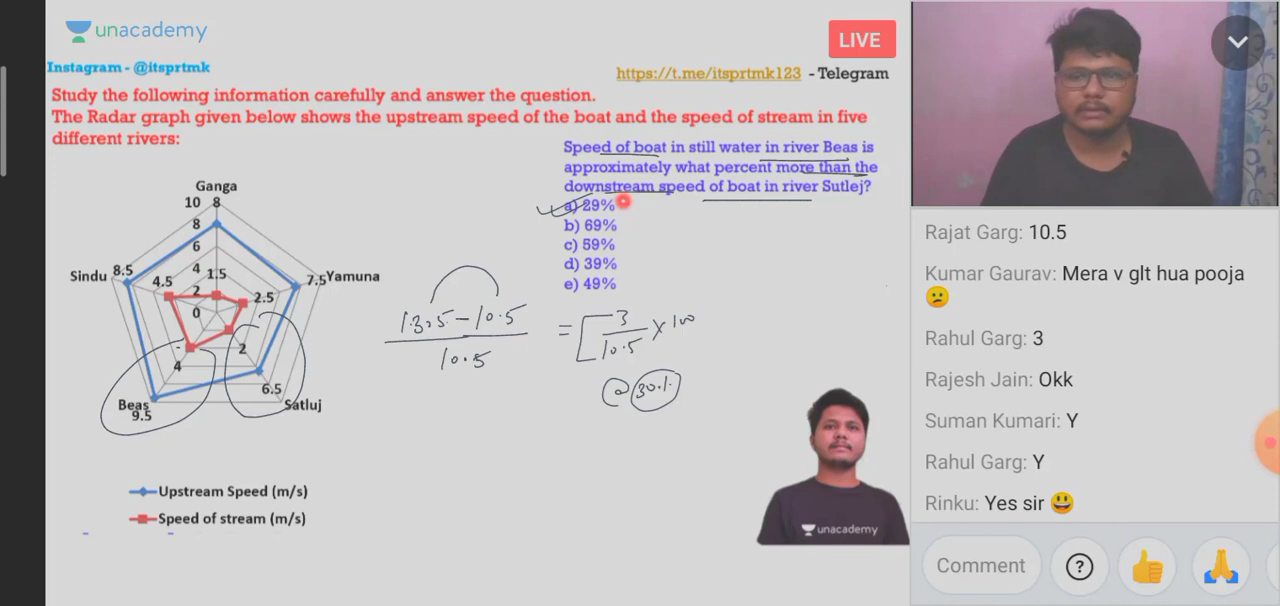 unacademy
LIVE
Instagram - @itsprtmk
https://t.me/itsprtmk123 - Telegram
Study the following information carefully and answer the question.
The Radar graph given below shows the upstream speed of the boat and the speed of stream in five
different rivers:
Speed of boat in still water in river Beas is
approximately what percent more than the
downstream speed of boat in river Sutlej?
a) 29%
b) 69%
c) 59%
d) 39%
e) 49%
Ganga
10 8
8
6
4 1.5
2
0
Sindu 8.5
4.5
7.5 Yamuna
2.5
2
4
6.5
Satluj
Beas
9.5
13.5 - 10.5
10.5
= [ 3
10.5 × 100
@ 30%
Upstream Speed (m/s)
Speed of stream (m/s)
unacademy
Rajat Garg: 10.5
Kumar Gaurav: Mera v glt hua pooja
😕
Rahul Garg: 3
Rajesh Jain: Okk
Suman Kumari: Y
Rahul Garg: Y
Rinku: Yes sir 😃
Comment
?